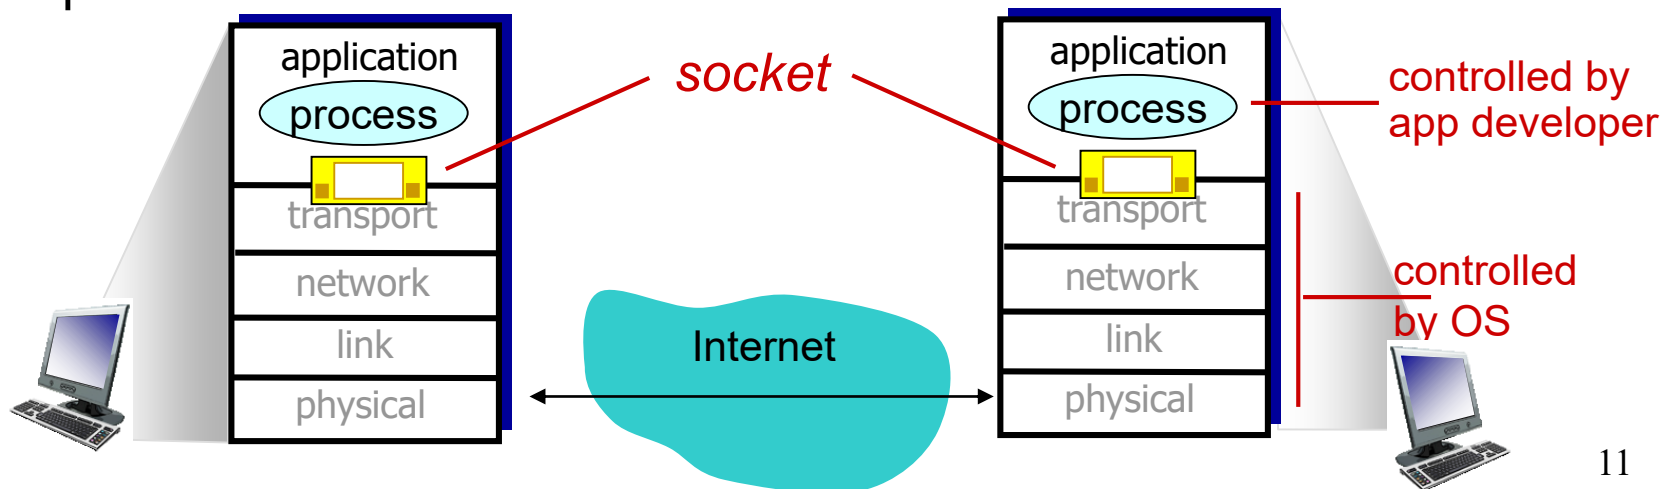 application
process
transport
network
link
physical
socket
Internet
application
process
transport
network
link
physical
controlled by
app developer
controlled
by OS
11